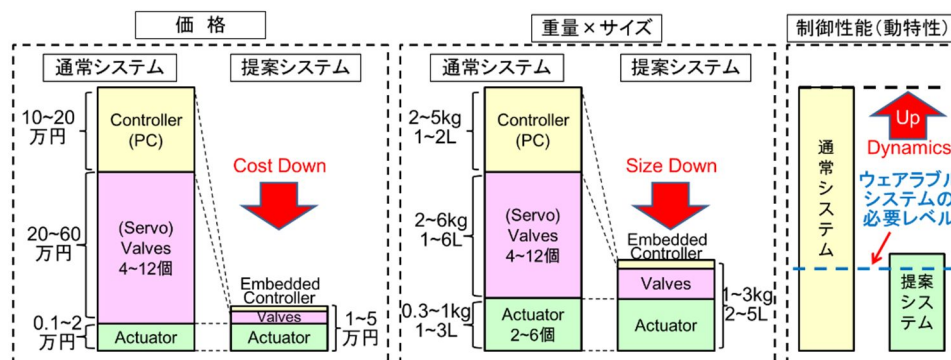 価 格
通常システム
提案システム
10~20
万円
Controller
(PC)
Cost Down
20~60
万円
(Servo)
Valves
4~12個
Embedded
Controller
Valves
0.1~2
万円
Actuator
Actuator
1~5
万円
重量×サイズ
通常システム
提案システム
2~5kg
1~2L
Controller
(PC)
Size Down
2~6kg
1~6L
(Servo)
Valves
4~12個
Embedded
Controller
Valves
0.3~1kg
1~3L
Actuator
2~6個
Actuator
1~3kg
2~5L
制御性能(動特性)
通常システム
Up
Dynamics
ウェアラブル
システムの
必要レベル
提案
システム